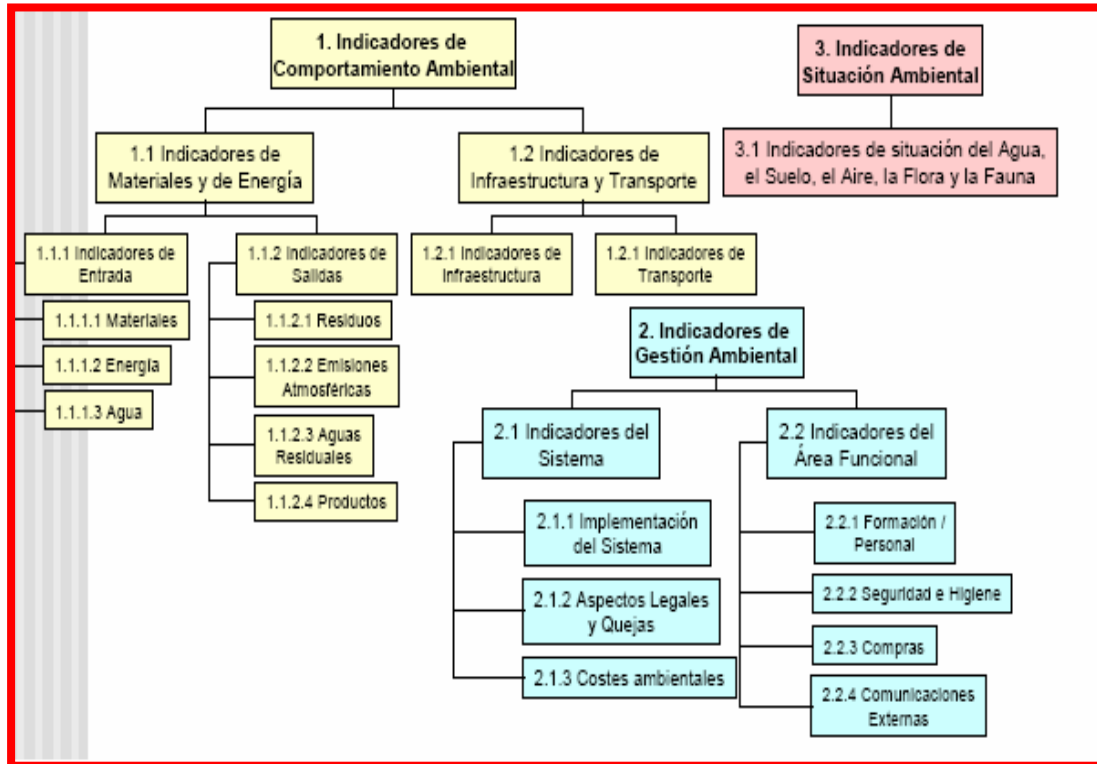 1. Indicadores de
Comportamiento Ambiental
3. Indicadores de
Situación Ambiental
1.1 Indicadores de
Materiales y de Energía
1.2 Indicadores de
Infraestructura y Transporte
3.1 Indicadores de situación del Agua,
el Suelo, el Aire, la Flora y la Fauna
1.1.1 Indicadores de
Entrada
1.1.2 Indicadores de
Salidas
1.2.1 Indicadores de
Infraestructura
1.2.1 Indicadores de
Transporte
1.1.1.1 Materiales
1.1.1.2 Energía
1.1.1.3 Agua
1.1.2.1 Residuos
1.1.2.2 Emisiones
Atmosféricas
1.1.2.3 Aguas
Residuales
1.1.2.4 Productos
2. Indicadores de
Gestión Ambiental
2.1 Indicadores del
Sistema
2.2 Indicadores del
Área Funcional
2.1.1 Implementación
del Sistema
2.1.2 Aspectos Legales
y Quejas
2.1.3 Costes ambientales
2.2.1 Formación /
Personal
2.2.2 Seguridad e Higiene
2.2.3 Compras
2.2.4 Comunicaciones
Externas